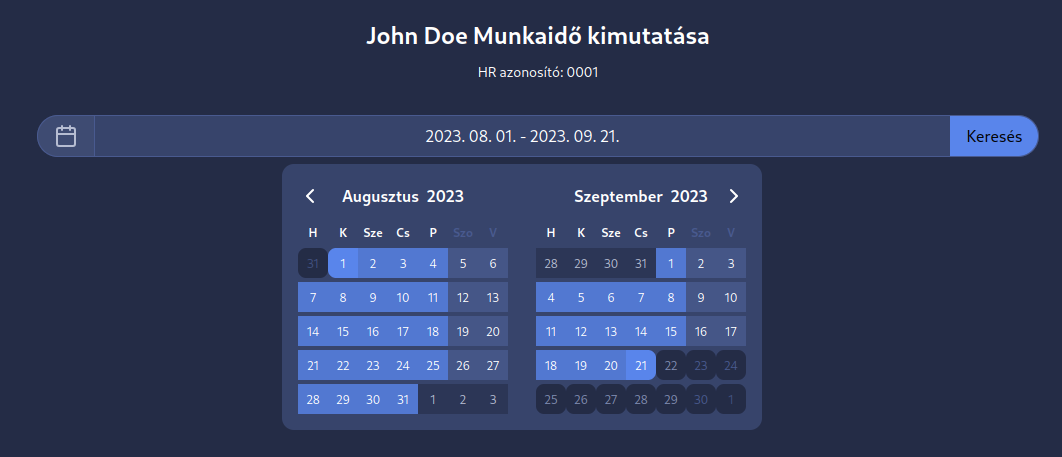 John Doe Munkaidő kimutatása
HR azonosító: 0001
2023. 08. 01. - 2023. 09. 21.
Keresés
Augusztus 2023
H K Sze Cs P Szo V
31 1 2 3 4 5 6
7 8 9 10 11 12 13
14 15 16 17 18 19 20
21 22 23 24 25 26 27
28 29 30 31 1 2 3
Szeptember 2023
H K Sze Cs P Szo V
28 29 30 31 1 2 3
4 5 6 7 8 9 10
11 12 13 14 15 16 17
18 19 20 21 22 23 24
25 26 27 28 29 30 1